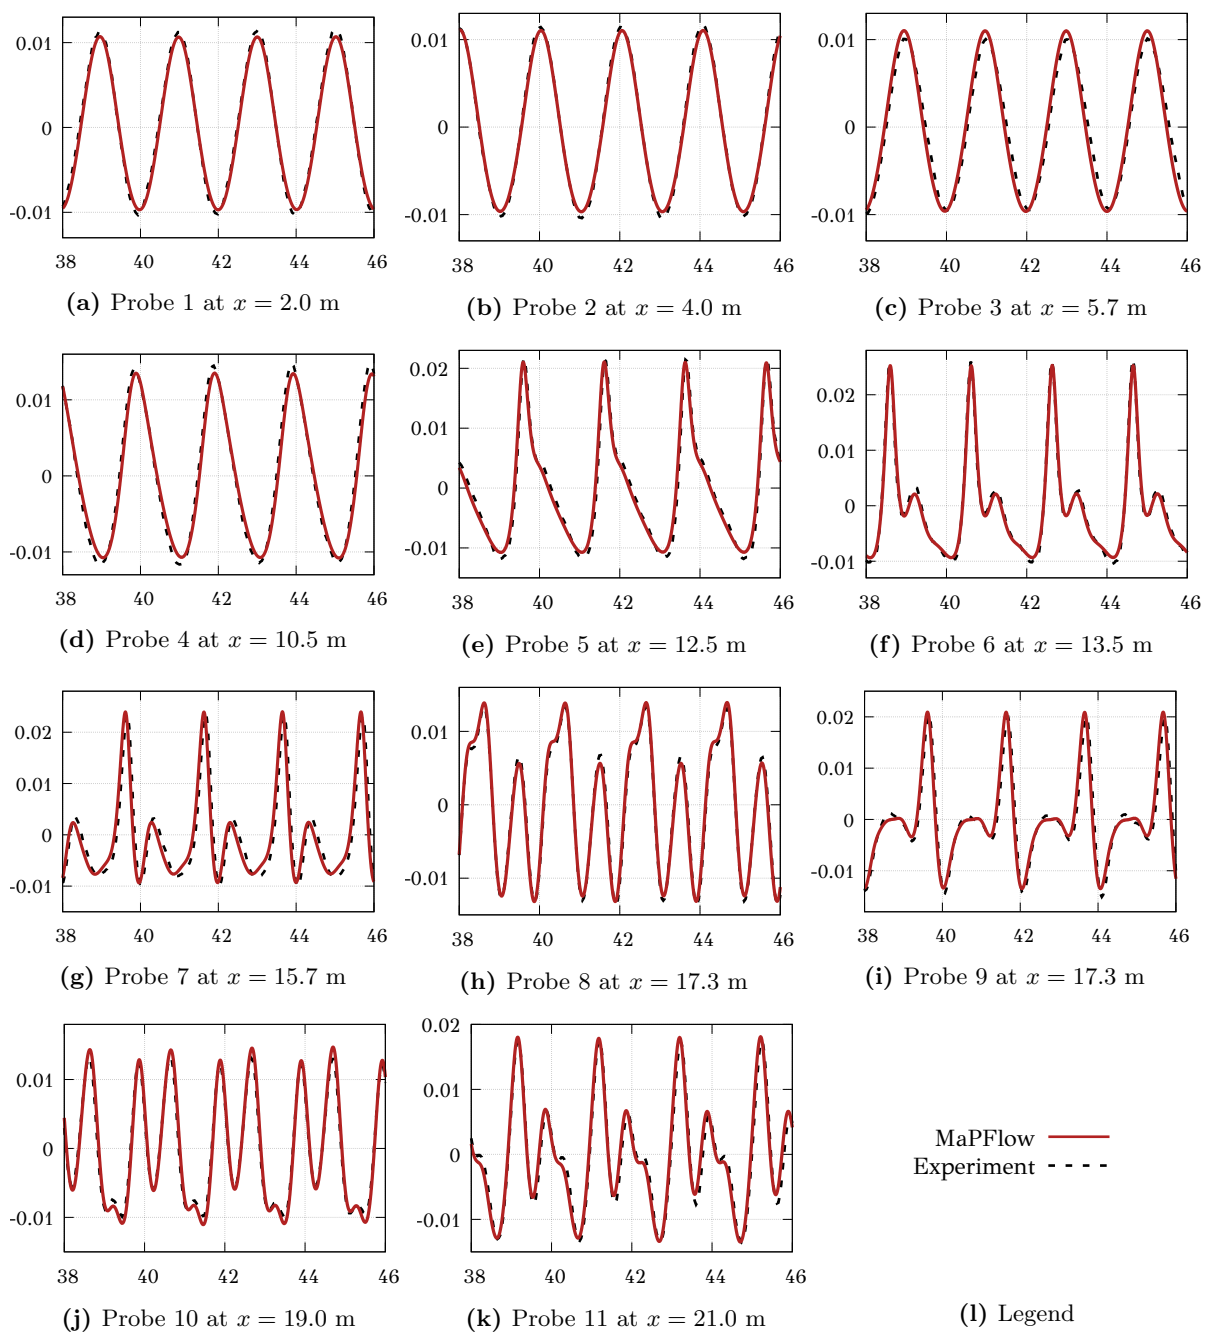 0.01
0
-0.01
38 40 42 44 46
(a) Probe 1 at x = 2.0 m
0.01
0
-0.01
38 40 42 44 46
(b) Probe 2 at x = 4.0 m
0.01
0
-0.01
38 40 42 44 46
(c) Probe 3 at x = 5.7 m
0.01
0
-0.01
38 40 42 44 46
(d) Probe 4 at x = 10.5 m
0.02
0.01
0
-0.01
38 40 42 44 46
(e) Probe 5 at x = 12.5 m
0.02
0.01
0
-0.01
38 40 42 44 46
(f) Probe 6 at x = 13.5 m
0.02
0.01
0
-0.01
38 40 42 44 46
(g) Probe 7 at x = 15.7 m
0.01
0
-0.01
38 40 42 44 46
(h) Probe 8 at x = 17.3 m
0.02
0.01
0
-0.01
38 40 42 44 46
(i) Probe 9 at x = 17.3 m
0.01
0
-0.01
38 40 42 44 46
(j) Probe 10 at x = 19.0 m
0.02
0.01
0
-0.01
38 40 42 44 46
(k) Probe 11 at x = 21.0 m
MaPFlow
Experiment
(l) Legend